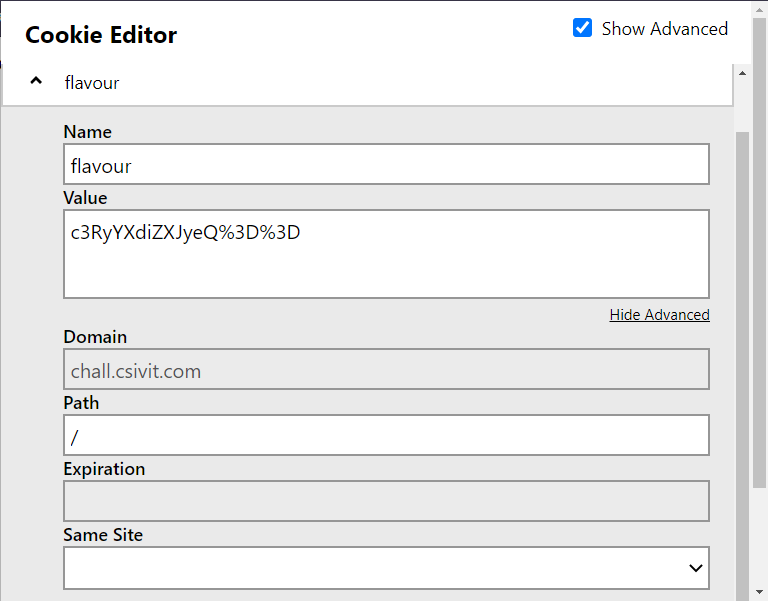 Cookie Editor
Show Advanced
flavour
Name
flavour
Value
c3RyYXdiZXJyeQ%3D%3D
Hide Advanced
Domain
chall.csivit.com
Path
/
Expiration
Same Site